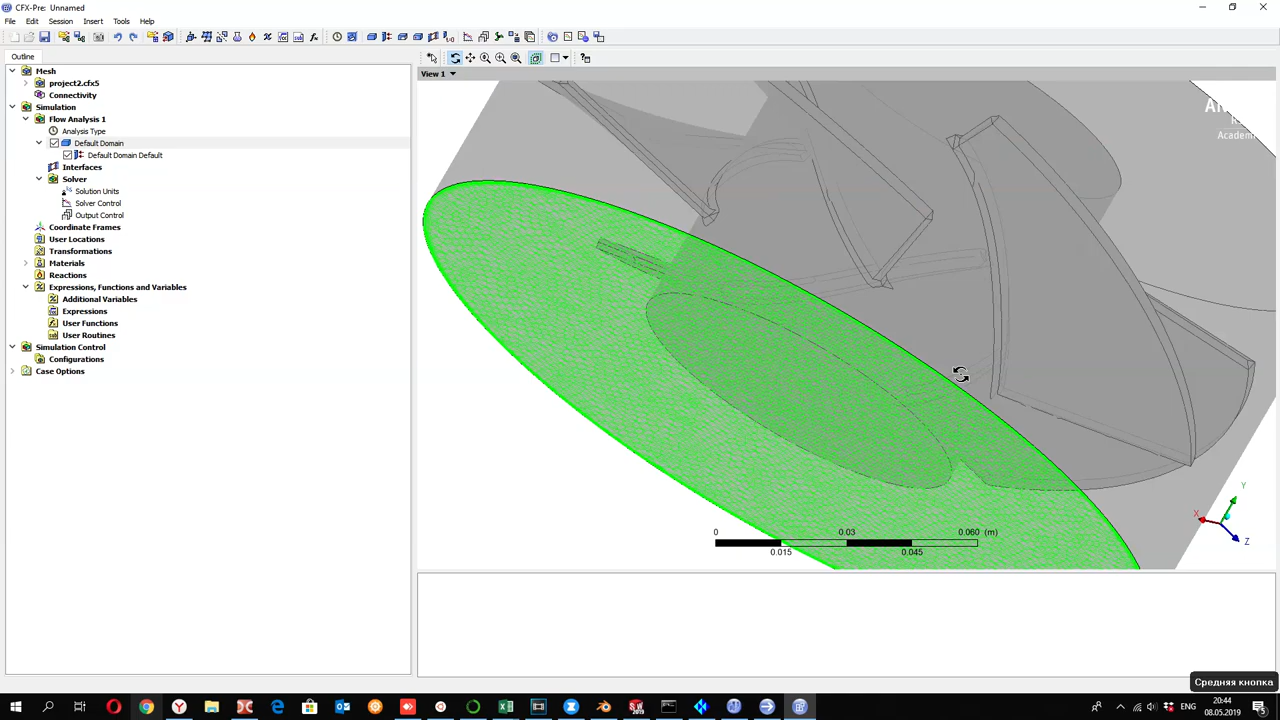 CFX-Pre: Unnamed
File Edit Session Insert Tools Help
Outline
Mesh
project2.cfx5
Connectivity
Simulation
Flow Analysis 1
Analysis Type
Default Domain
Default Domain Default
Interfaces
Solver
Solution Units
Solver Control
Output Control
Coordinate Frames
User Locations
Transformations
Materials
Reactions
Expressions, Functions and Variables
Additional Variables
Expressions
User Functions
User Routines
Simulation Control
Configurations
Case Options
View 1
Academi
0 0.03 0.060 (m)
0.015 0.045
Y
X
Z
Средняя кнопка
ENG
20:44
08.05.2019